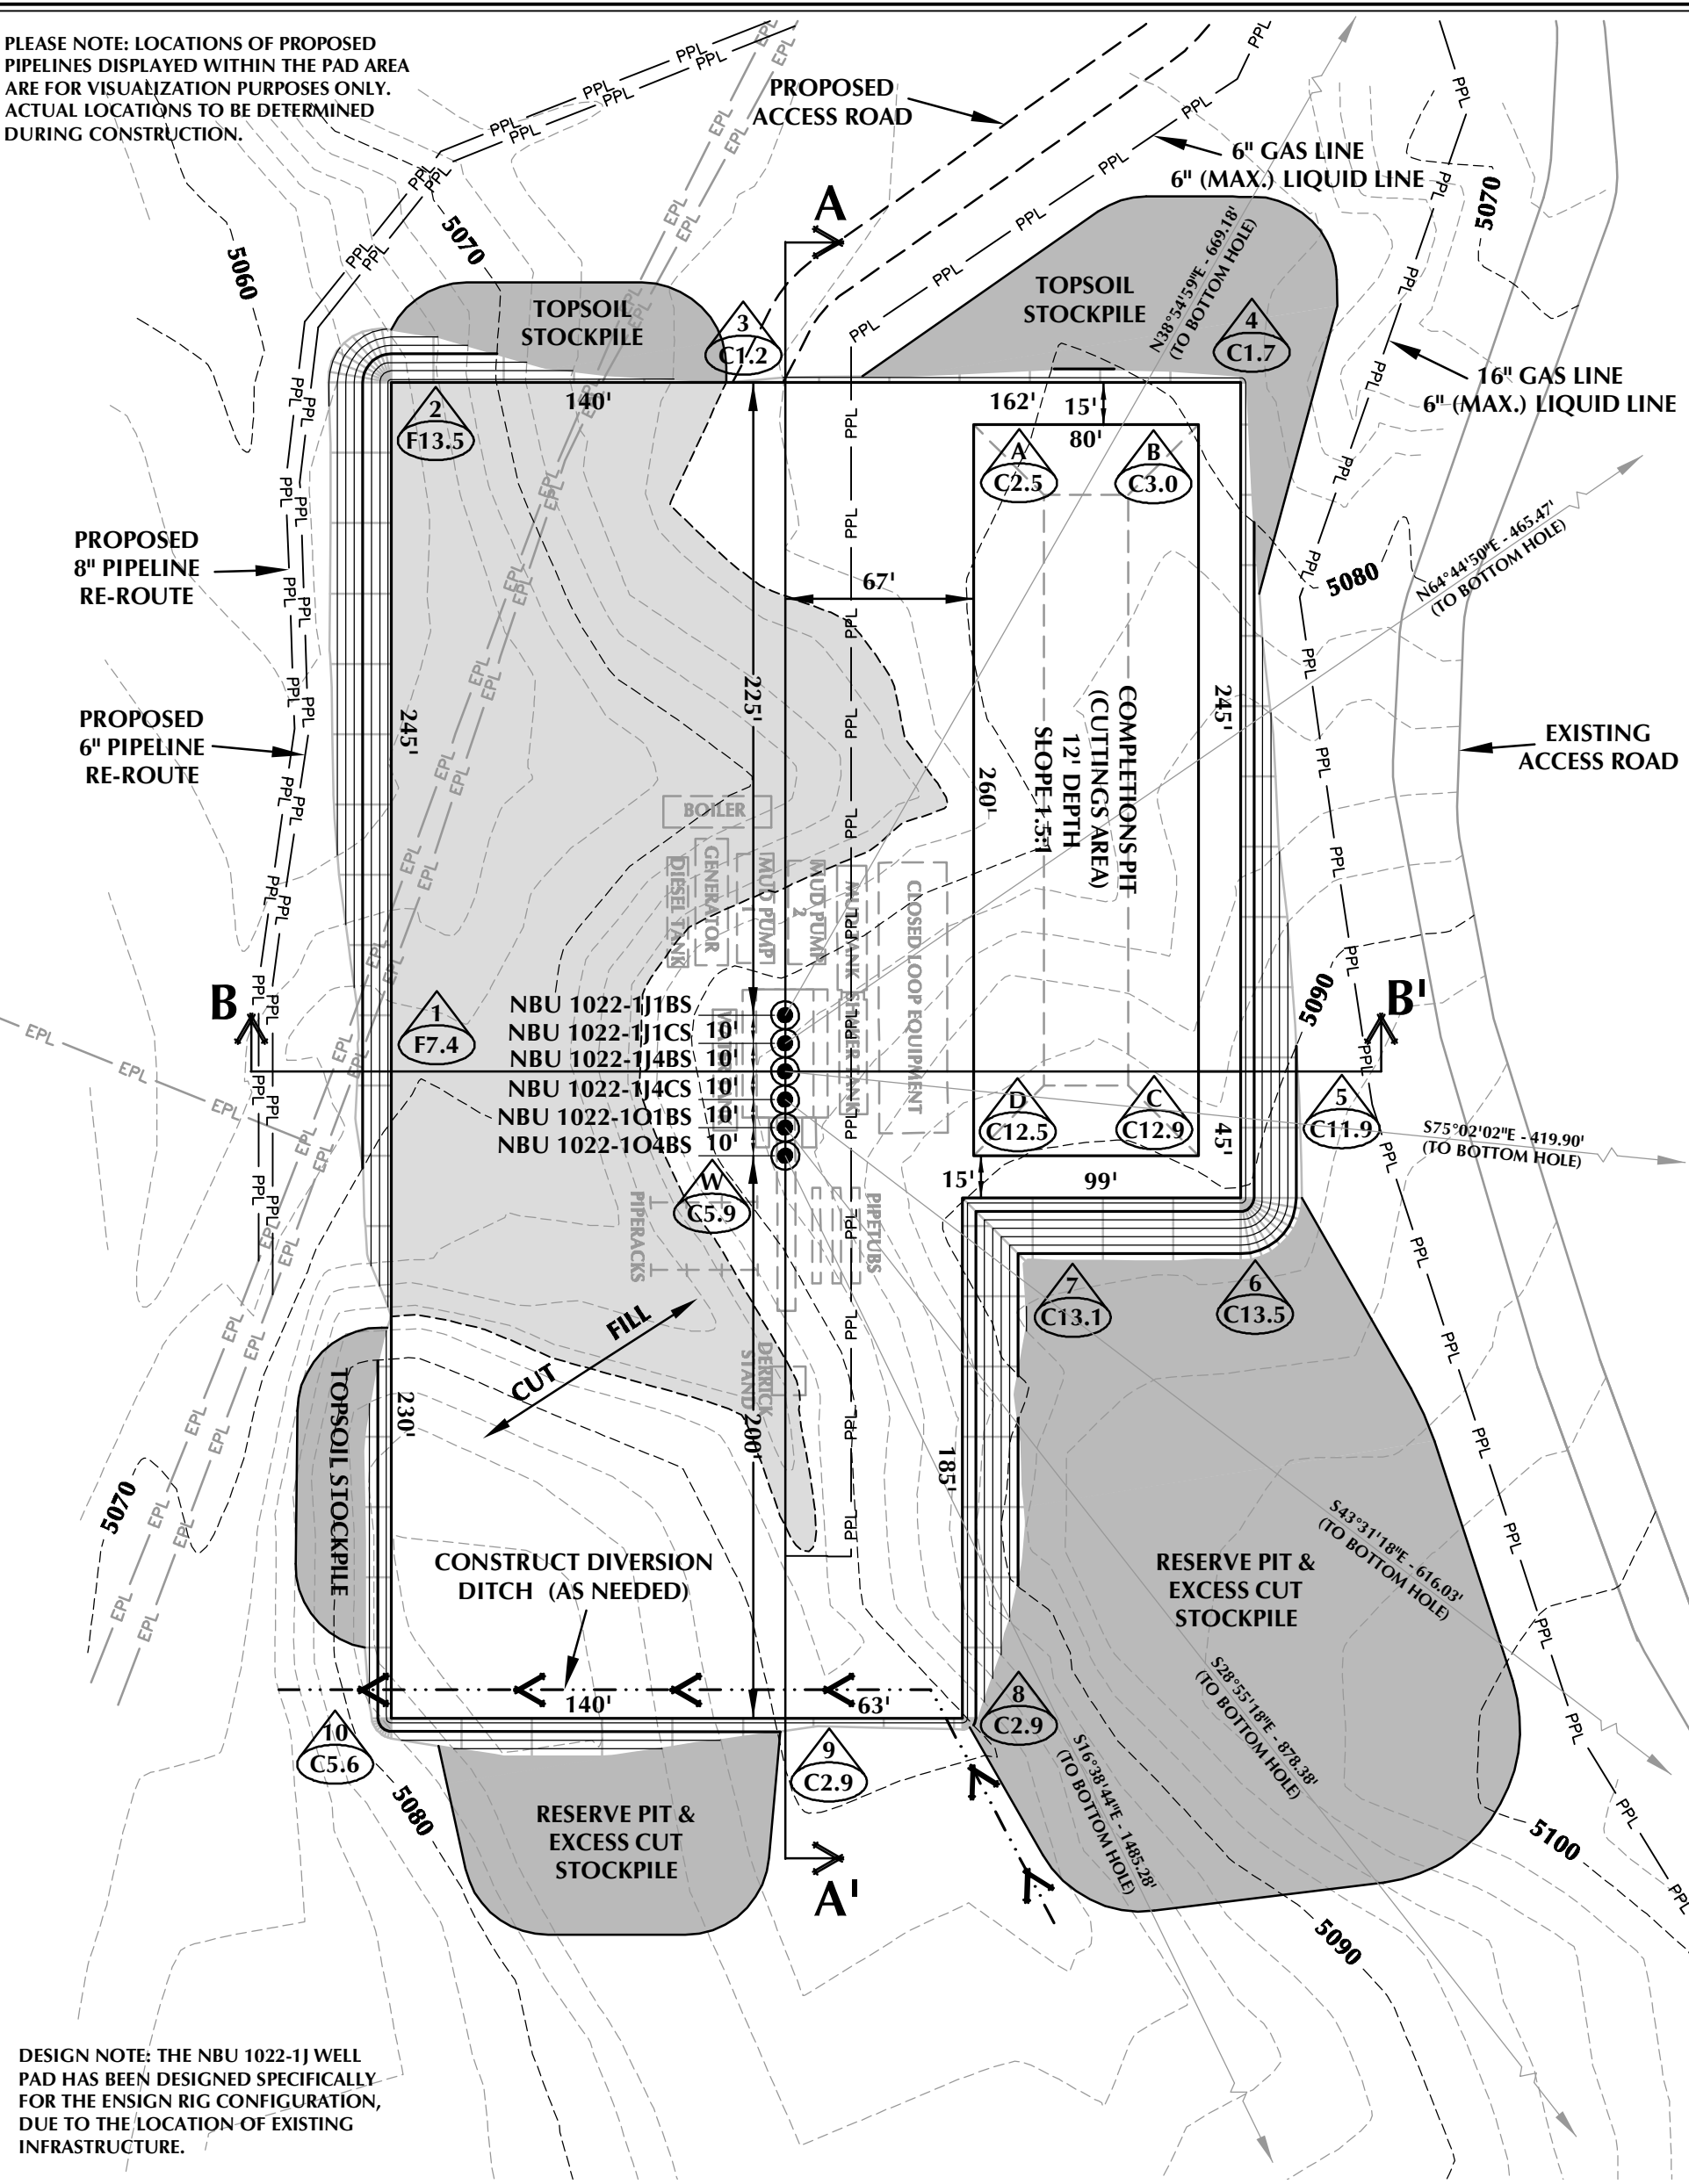 PLEASE NOTE: LOCATIONS OF PROPOSED
PIPELINES DISPLAYED WITHIN THE PAD AREA
ARE FOR VISUALIZATION PURPOSES ONLY.
ACTUAL LOCATIONS TO BE DETERMINED
DURING CONSTRUCTION.
PROPOSED
ACCESS ROAD
6" GAS LINE
6" (MAX.) LIQUID LINE
5060
5070
5070
A
N38°54'59"E - 669.18'
(TO BOTTOM HOLE)
TOPSOIL
STOCKPILE
TOPSOIL
STOCKPILE
3
C1.2
4
C1.7
16" GAS LINE
6" (MAX.) LIQUID LINE
2
F13.5
140'
162'
15'
80'
A
C2.5
B
C3.0
PROPOSED
8" PIPELINE
RE-ROUTE
67'
5080
N64°44'50"E - 465.47'
(TO BOTTOM HOLE)
PROPOSED
6" PIPELINE
RE-ROUTE
245'
225'
260'
COMPLETIONS PIT
(CUTTINGS AREA)
12' DEPTH
SLOPE 1.5:1
245'
EXISTING
ACCESS ROAD
BOILER
DIESEL TANK
GENERATOR
MUD PUMP
1
MUD PUMP
2
MUD TANK
SHAKER TANK
CLOSED LOOP EQUIPMENT
WATER TANK
B
B'
5090
1
F7.4
NBU 1022-1J1BS
NBU 1022-1J1CS
10'
NBU 1022-1J4BS
10'
NBU 1022-1J4CS
10'
NBU 1022-1O1BS
10'
NBU 1022-1O4BS
10'
D
C12.5
C
C12.9
45'
5
C11.9
S75°02'02"E - 419.90'
(TO BOTTOM HOLE)
W
C5.9
15'
99'
PIPERACKS
PIPETUBS
7
C13.1
6
C13.5
FILL
CUT
DERRICK
STAND
TOPSOIL STOCKPILE
230'
200'
185'
5070
CONSTRUCT DIVERSION
DITCH (AS NEEDED)
RESERVE PIT &
EXCESS CUT
STOCKPILE
S43°31'18"E - 616.03'
(TO BOTTOM HOLE)
S28°55'18"E - 878.38'
(TO BOTTOM HOLE)
S16°38'44"E - 1485.28'
(TO BOTTOM HOLE)
140'
63'
8
C2.9
10
C5.6
9
C2.9
5080
RESERVE PIT &
EXCESS CUT
STOCKPILE
5100
A'
5090
EPL
PPL
DESIGN NOTE: THE NBU 1022-1J WELL
PAD HAS BEEN DESIGNED SPECIFICALLY
FOR THE ENSIGN RIG CONFIGURATION,
DUE TO THE LOCATION OF EXISTING
INFRASTRUCTURE.